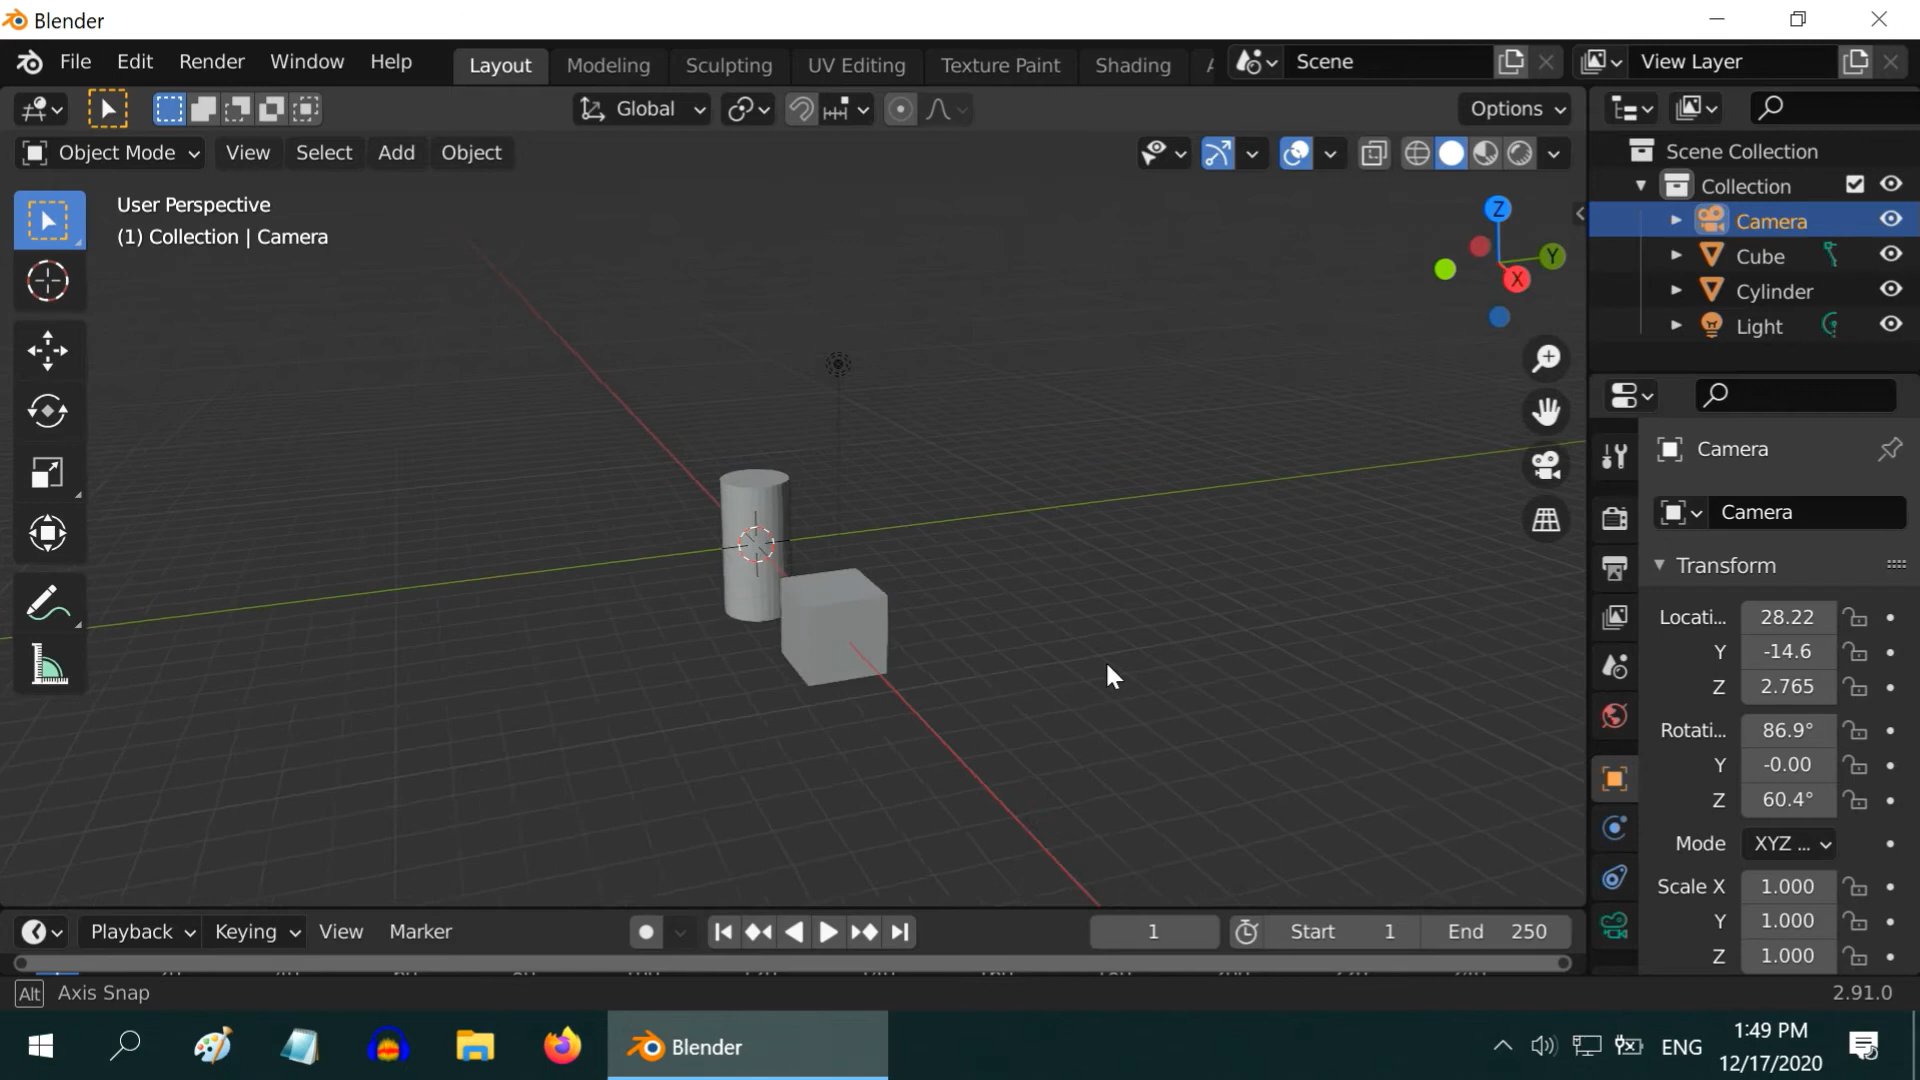 Blender
File Edit Render Window Help Layout Modeling Sculpting UV Editing Texture Paint Shading Scene View Layer
Global Options
Object Mode View Select Add Object
User Perspective
(1) Collection | Camera
Z
Y
X
Scene Collection
Collection
Camera
Cube
Cylinder
Light
Camera
Camera
Transform
Locati... 28.22
Y -14.6
Z 2.765
Rotati... 86.9°
Y -0.00
Z 60.4°
Mode XYZ ...
Scale X 1.000
Y 1.000
Z 1.000
Playback Keying View Marker 1 Start 1 End 250
Alt Axis Snap 2.91.0
Blender ENG 1:49 PM
12/17/2020